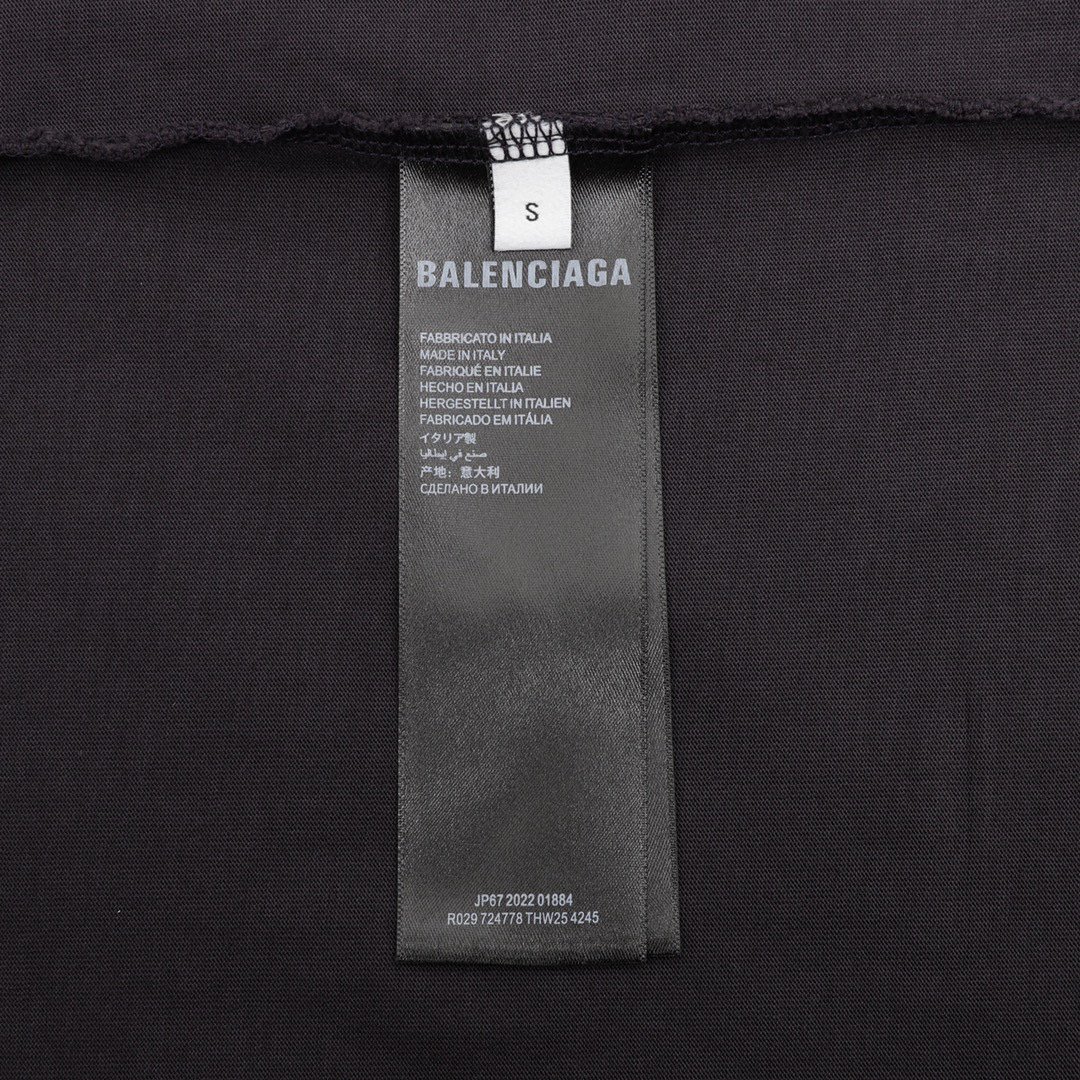 S
BALENCIAGA
FABBRICATO IN ITALIA
MADE IN ITALY
FABRIQUÉ EN ITALIE
HECHO EN ITALIA
HERGESTELLT IN ITALIEN
FABRICADO EM ITÁLIA
イタリア製
صنع في إيطاليا
产地：意大利
СДЕЛАНО В ИТАЛИИ
JP67 2022 01884
R029 724778 THW25 4245